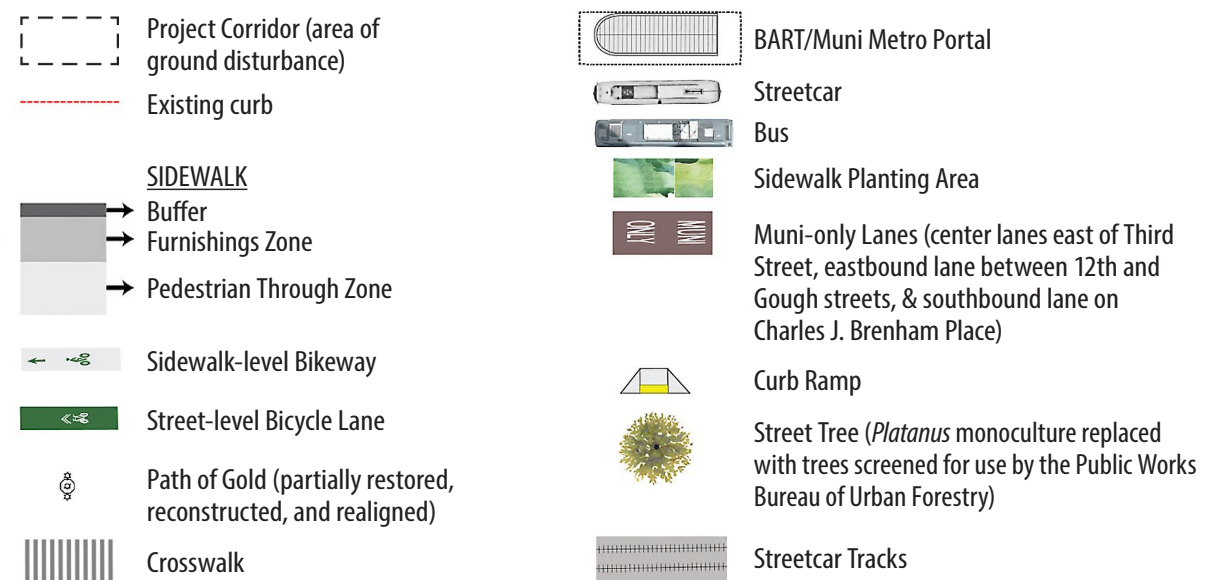 Project Corridor (area of
ground disturbance)
Existing curb
SIDEWALK
Buffer
Furnishings Zone
Pedestrian Through Zone
Sidewalk-level Bikeway
Street-level Bicycle Lane
Path of Gold (partially restored,
reconstructed, and realigned)
Crosswalk
BART/Muni Metro Portal
Streetcar
Bus
Sidewalk Planting Area
MUNI
ONLY
Muni-only Lanes (center lanes east of Third
Street, eastbound lane between 12th and
Gough streets, & southbound lane on
Charles J. Brenham Place)
Curb Ramp
Street Tree (Platanus monoculture replaced
with trees screened for use by the Public Works
Bureau of Urban Forestry)
Streetcar Tracks